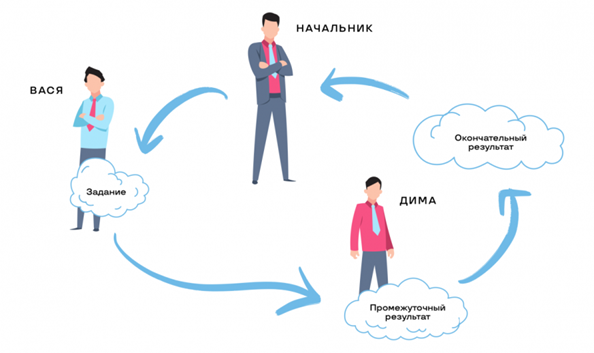 НАЧАЛЬНИК
ВАСЯ
Задание
ДИМА
Промежуточный
результат
Окончательный
результат